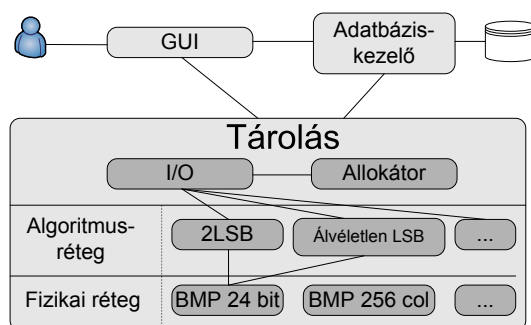 GUI
Adatbázis-
kezelő
Tárolás
I/O
Allokátor
Algoritmus-
réteg
2LSB
Álvéletlen LSB
...
Fizikai réteg
BMP 24 bit
BMP 256 col
...